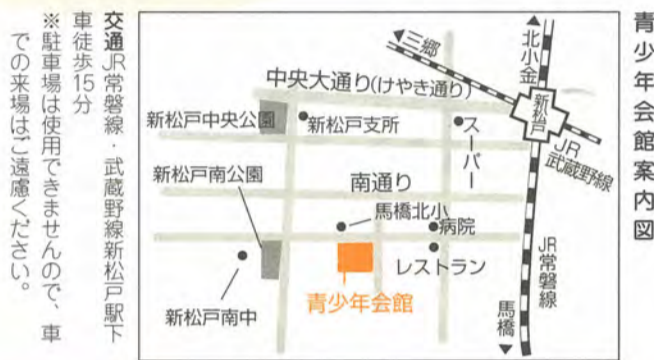 青少年会館案内図
北小金
三郷
新松戸
中央大通り(けやき通り)
JR
武蔵野線
新松戸中央公園
新松戸支所
スーパー
新松戸南公園
南通り
馬橋北小
病院
レストラン
JR常磐線
青少年会館
新松戸南中
馬橋
交通JR常磐線・武蔵野線新松戸駅下
車徒歩15分
※駐車場は使用できませんので、車
での来場はご遠慮ください。